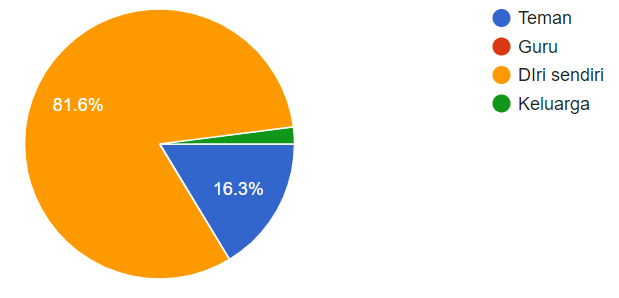 Teman
Guru
DIri sendiri
Keluarga
81.6%
16.3%